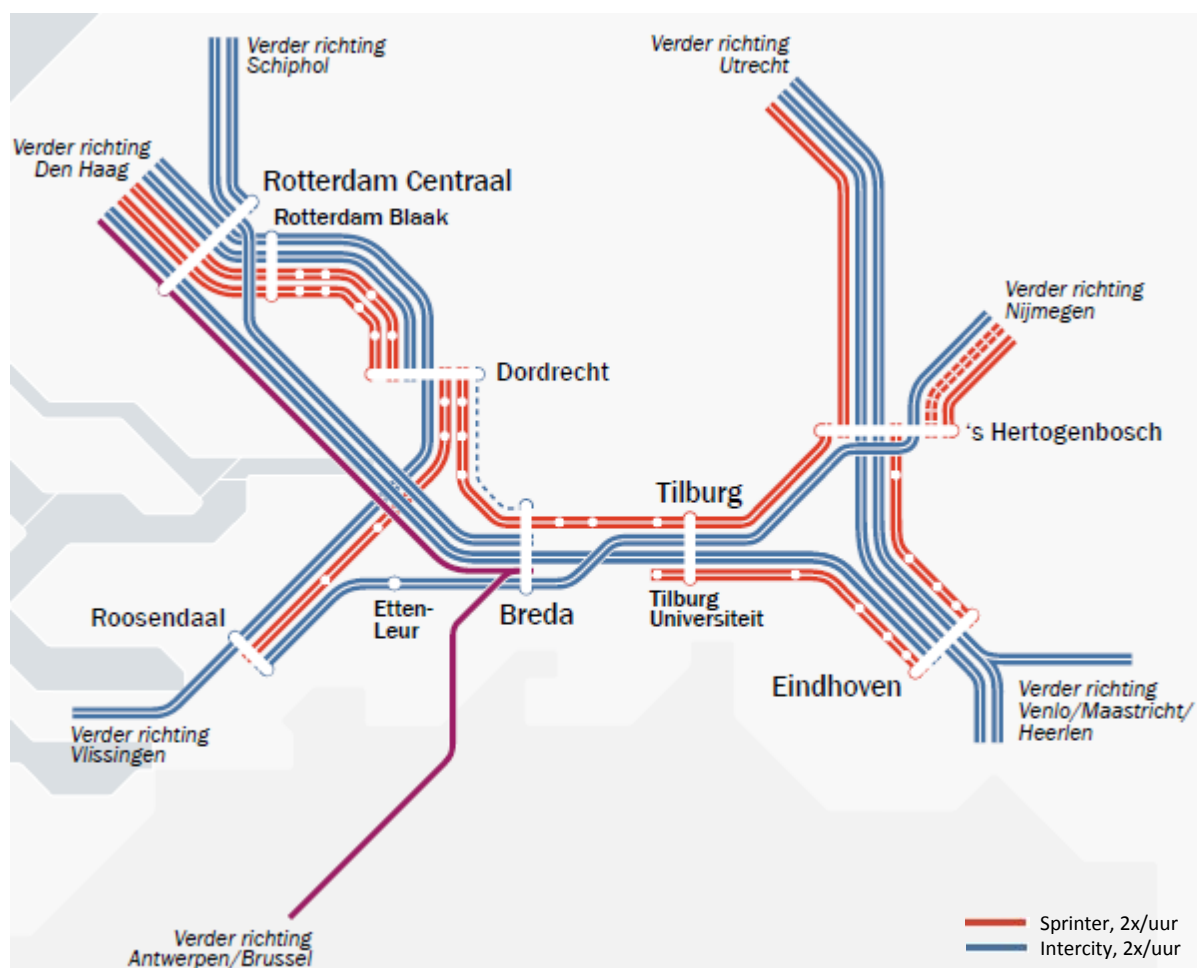 Verder richting
Schiphol
Verder richting
Utrecht
Verder richting
Den Haag
Rotterdam Centraal
Rotterdam Blaak
Verder richting
Nijmegen
Dordrecht
‘s Hertogenbosch
Tilburg
Etten-
Leur
Breda
Tilburg
Universiteit
Roosendaal
Eindhoven
Verder richting
Venlo/Maastricht/
Heerlen
Verder richting
Vlissingen
Verder richting
Antwerpen/Brussel
Sprinter, 2x/uur
Intercity, 2x/uur